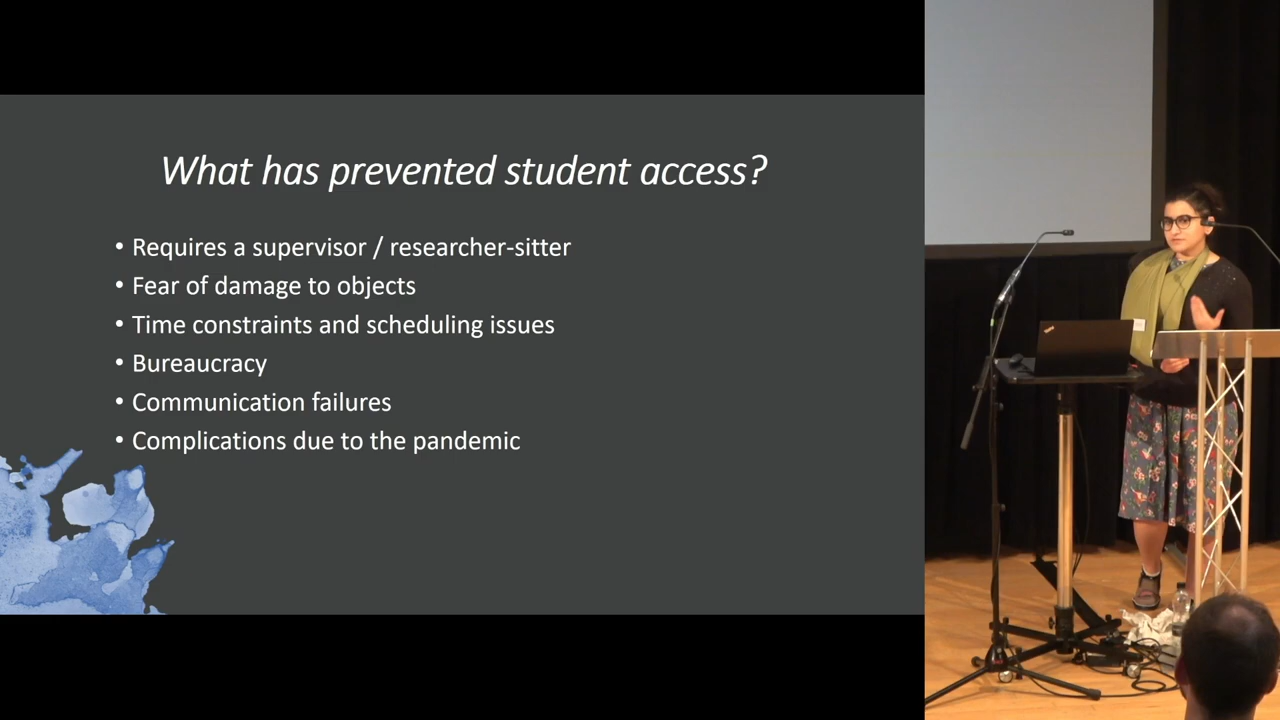 What has prevented student access?
• Requires a supervisor / researcher-sitter
• Fear of damage to objects
• Time constraints and scheduling issues
• Bureaucracy
• Communication failures
• Complications due to the pandemic